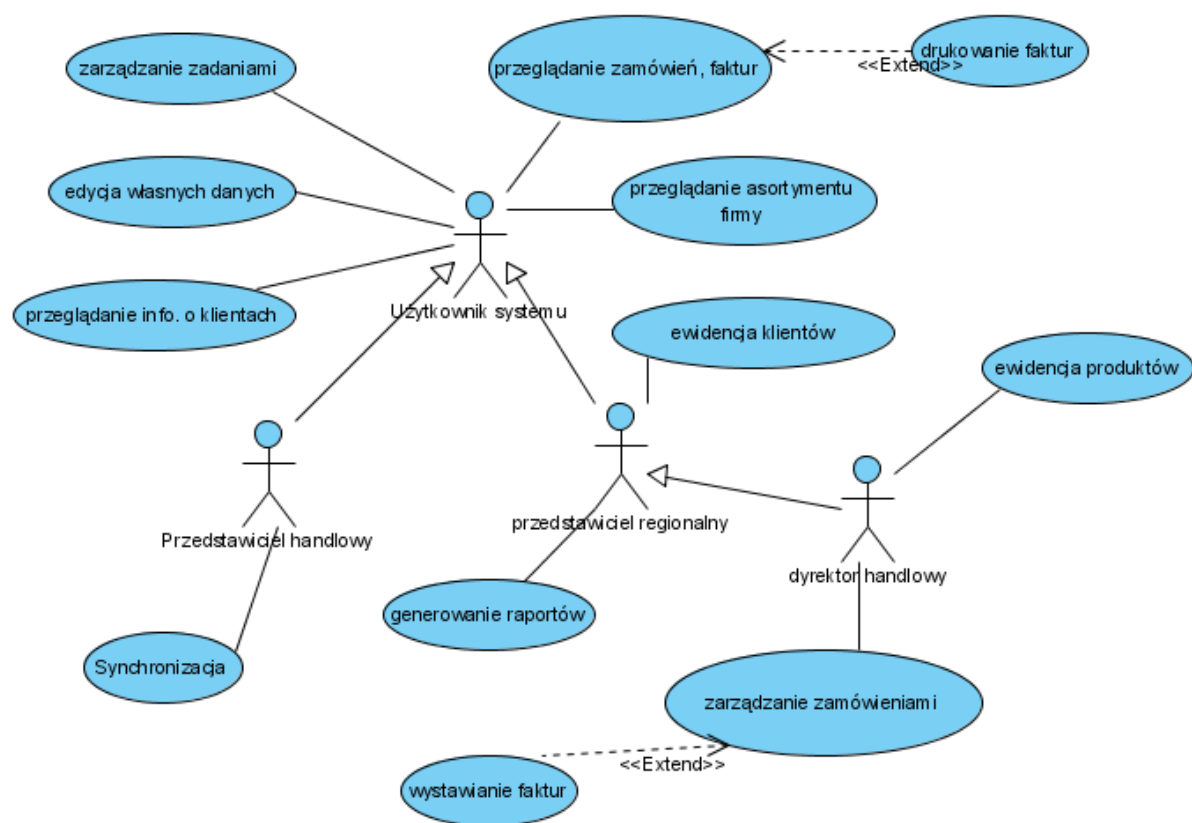 zarządzanie zadaniami
przeglądanie zamówień, faktur
drukowanie faktur
<<Extend>>
edycja własnych danych
przeglądanie asortymentu
firmy
przeglądanie info. o klientach
Użytkownik systemu
ewidencja klientów
ewidencja produktów
Przedstawiciel handlowy
przedstawiciel regionalny
dyrektor handlowy
generowanie raportów
Synchronizacja
zarządzanie zamówieniami
<<Extend>>
wystawianie faktur